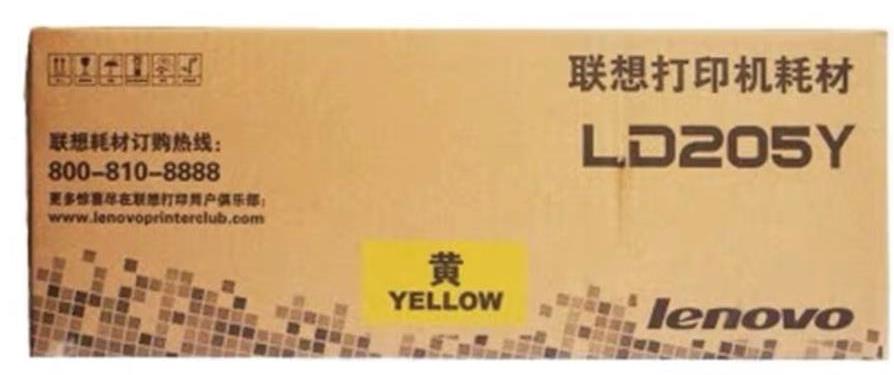 联想打印机耗材
LD205Y
联想耗材订购热线：
800-810-8888
更多惊喜尽在联想打印用户俱乐部：
www.lenovoprinterclub.com
黄
YELLOW
lenovo